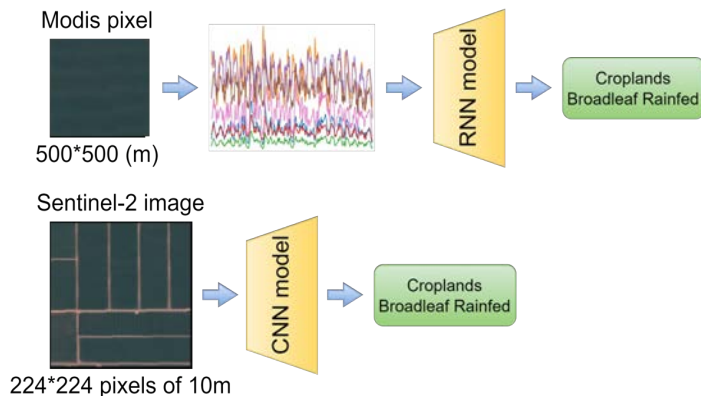 Modis pixel
500*500 (m)
RNN model
Croplands
Broadleaf Rainfed
Sentinel-2 image
224*224 pixels of 10m
CNN model
Croplands
Broadleaf Rainfed